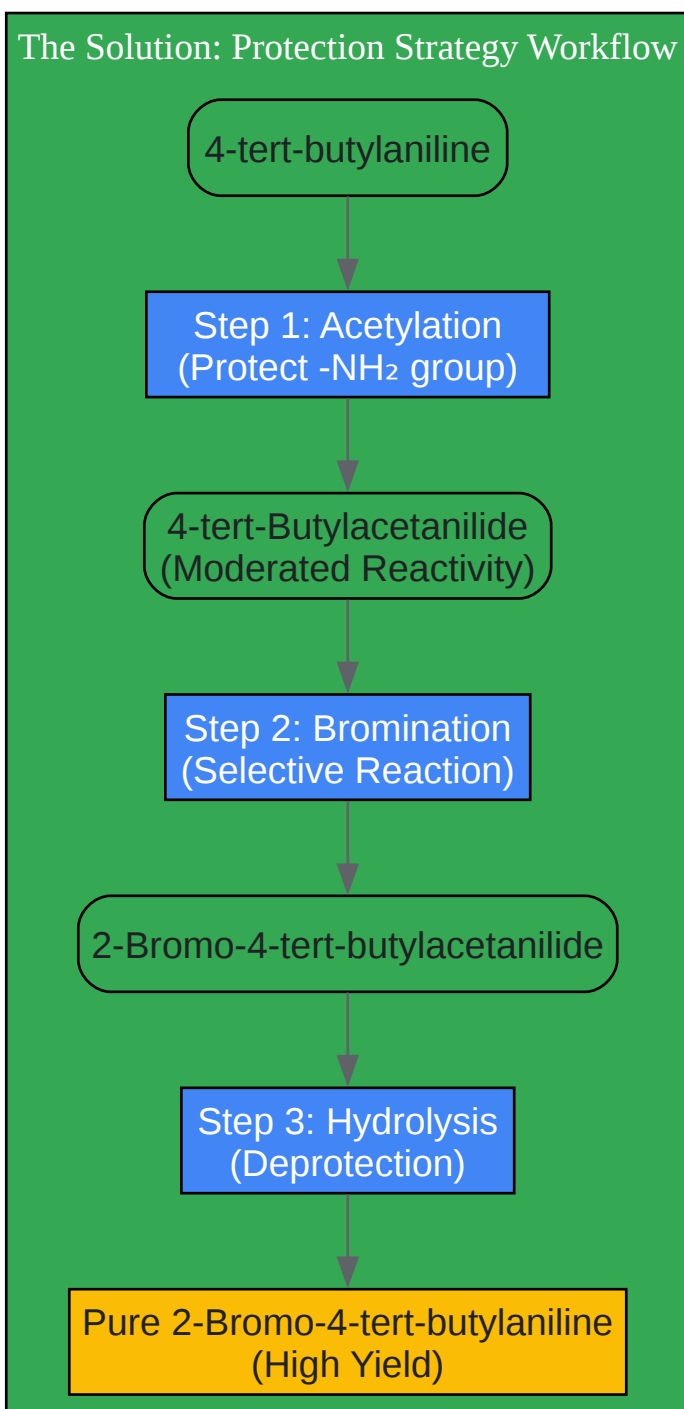 The Solution: Protection Strategy Workflow
4-tert-butylaniline
Step 1: Acetylation
(Protect -NH₂ group)
4-tert-Butylacetanilide
(Moderated Reactivity)
Step 2: Bromination
(Selective Reaction)
2-Bromo-4-tert-butylacetanilide
Step 3: Hydrolysis
(Deprotection)
Pure 2-Bromo-4-tert-butylaniline
(High Yield)